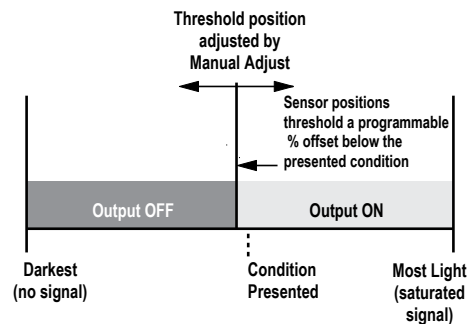 Threshold position
adjusted by
Manual Adjust
Sensor positions
threshold a programmable
% offset below the
presented condition
Output OFF
Output ON
Darkest
(no signal)
Condition
Presented
Most Light
(saturated
signal)